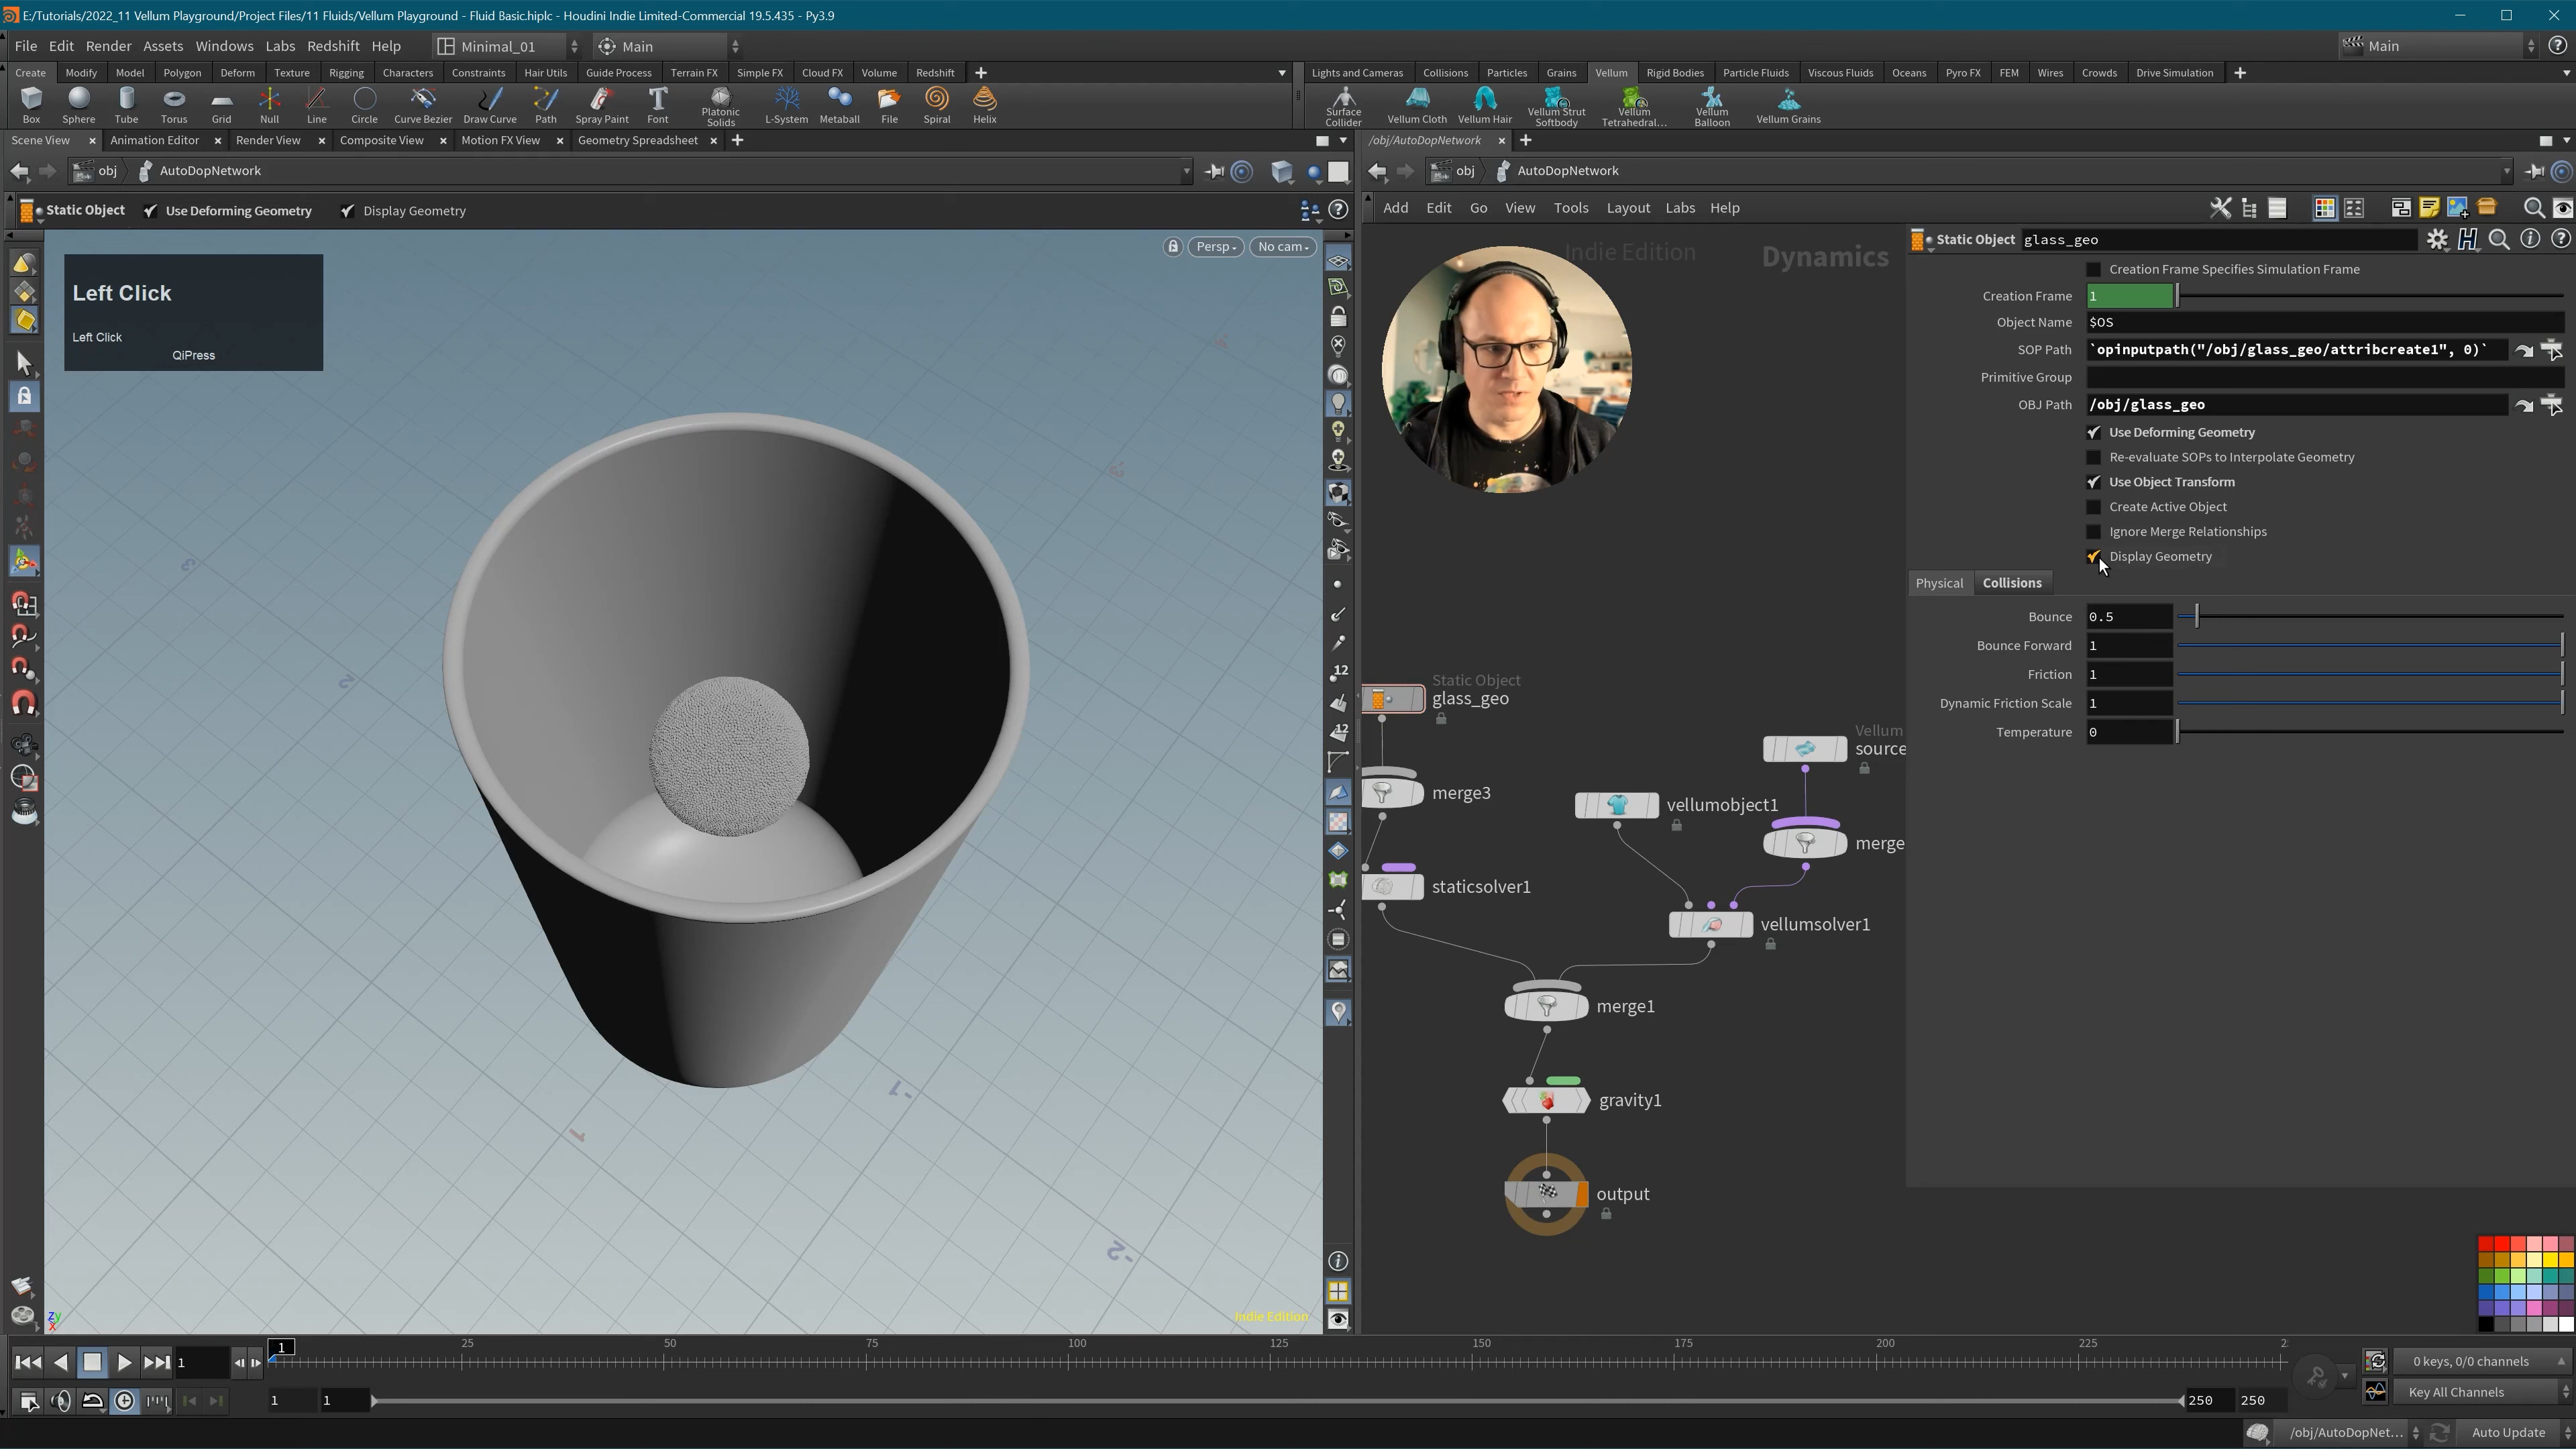 E:/Tutorials/2022_11 Vellum Playground/Project Files/11 Fluids/Vellum Playground - Fluid Basic.hiplc - Houdini Indie Limited-Commercial 19.5.435 - Py3.9
File Edit Render Assets Windows Labs Redshift Help Minimal_01 Main Main
Create Modify Model Polygon Deform Texture Rigging Characters Constraints Hair Utils Guide Process Terrain FX Simple FX Cloud FX Volume Redshift
Lights and Cameras Collisions Particles Grains Vellum Rigid Bodies Particle Fluids Viscous Fluids Oceans Pyro FX FEM Wires Crowds Drive Simulation
Box Sphere Tube Torus Grid Null Line Circle Curve Bezier Draw Curve Path Spray Paint Font Platonic Solids L-System Metaball File Spiral Helix
Surface Collider Vellum Cloth Vellum Hair Vellum Strut Softbody Vellum Tetrahedral... Vellum Balloon Vellum Grains
Scene View Animation Editor Render View Composite View Motion FX View Geometry Spreadsheet
/obj/AutoDopNetwork
obj AutoDopNetwork
obj AutoDopNetwork
Static Object Use Deforming Geometry Display Geometry
Add Edit Go View Tools Layout Labs Help
Persp No cam
Left Click
Left Click
QiPress
Indie Edition
Dynamics
Static Object glass_geo
Creation Frame Specifies Simulation Frame
Creation Frame 1
Object Name $OS
SOP Path `opinputpath("/obj/glass_geo/attribcreate1", 0)`
Primitive Group
OBJ Path /obj/glass_geo
Use Deforming Geometry
Re-evaluate SOPs to Interpolate Geometry
Use Object Transform
Create Active Object
Ignore Merge Relationships
Display Geometry
Physical Collisions
Bounce 0.5
Bounce Forward 1
Friction 1
Dynamic Friction Scale 1
Temperature 0
Static Object
glass_geo
merge3
staticsolver1
Vellum
source
vellumobject1
merge
vellumsolver1
merge1
gravity1
output
12
12
3
2
-1
1
-2
Indie Edition
z y
x
1 25 50 75 100 125 150 175 200 225 2
1
0 keys, 0/0 channels
1 1 250 250
Key All Channels
/obj/AutoDopNet... Auto Update